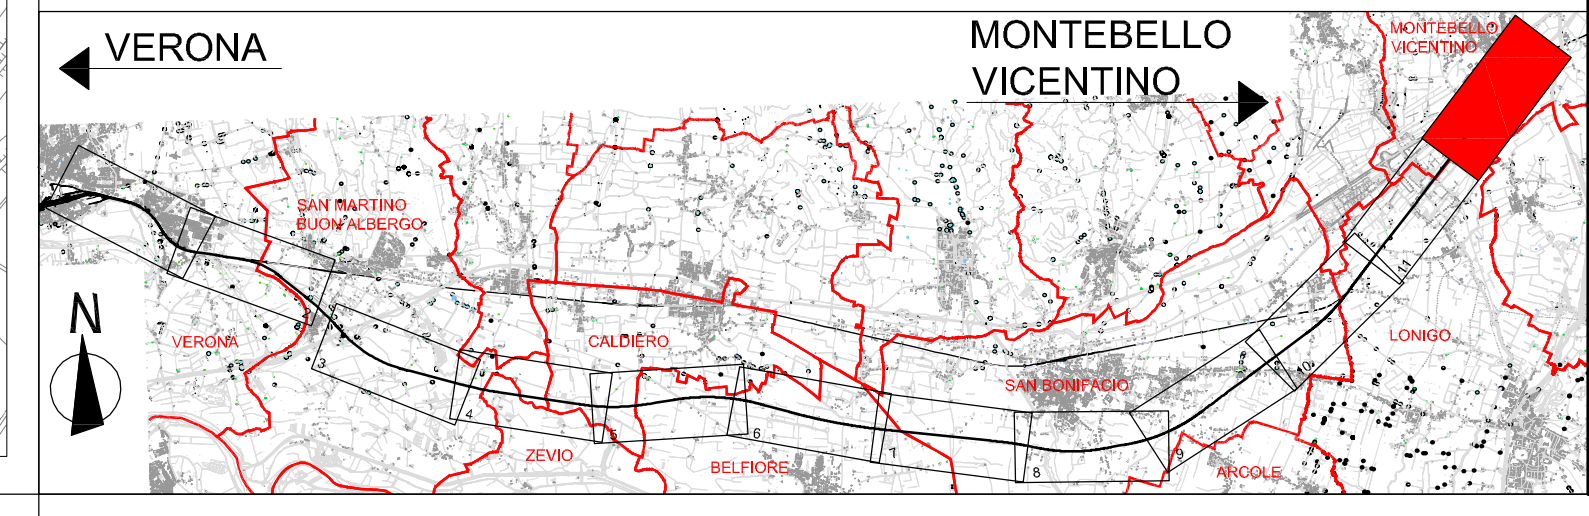 VERONA
MONTEBELLO
VICENTINO
MONTEBELLO
VICENTINO
SAN MARTINO
BUON ALBERGO
N
VERONA
CALDIERO
LONIGO
SAN BONIFACIO
ZEVIO
BELFIORE
ARCOLE
3
4
5
6
7
8
9
10
11